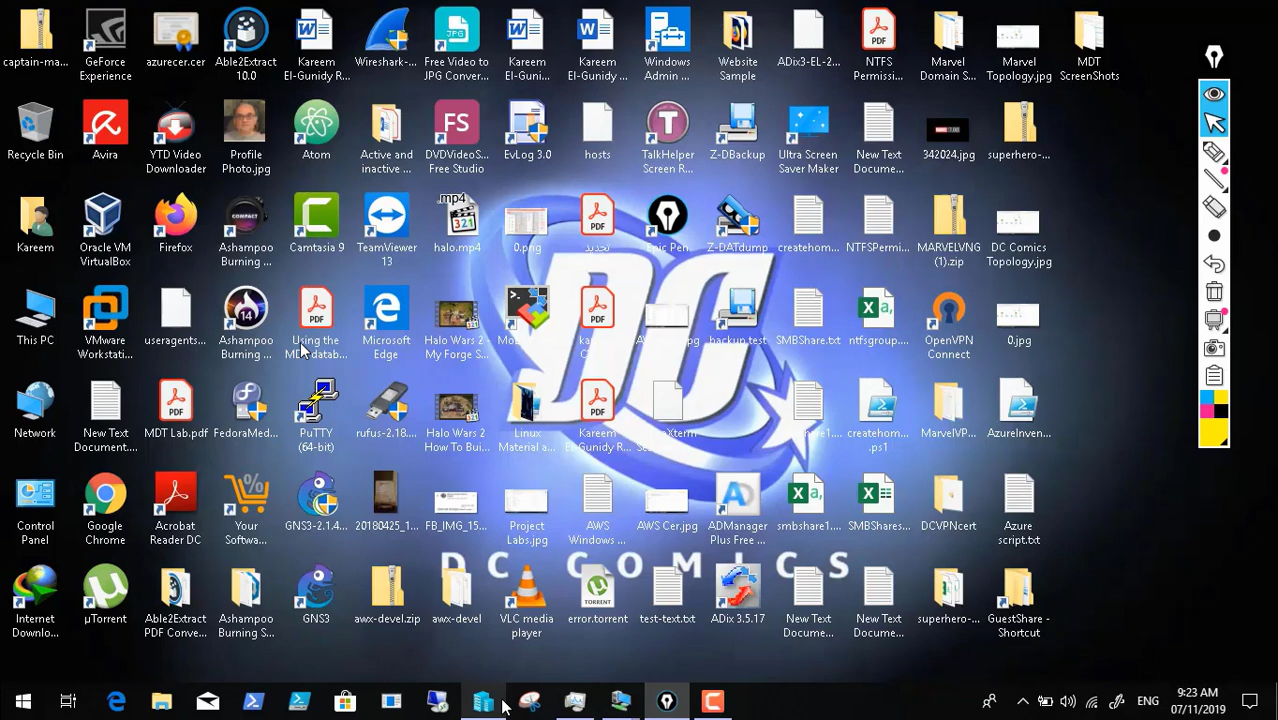 captain-ma...
GeForce
Experience
azurecer.cer
Able2Extract
10.0
Kareem
El-Gunidy R...
Wireshark-...
Free Video to
JPG Conver...
Kareem
El-Guni...
Kareem
El-Gunidy ...
Windows
Admin ...
Website
Sample
ADix3-EL-2...
NTFS
Permissi...
Marvel
Domain S...
Marvel
Topology.jpg
MDT
ScreenShots
Recycle Bin
Avira
YTD Video
Downloader
Profile
Photo.jpg
Atom
Active and
inactive ...
DVDVideoS...
Free Studio
EvLog 3.0
hosts
TalkHelper
Screen R...
Z-DBackup
Ultra Screen
Saver Maker
New Text
Docume...
342024.jpg
superhero-...
Kareem
Oracle VM
VirtualBox
Firefox
Ashampoo
Burning ...
Camtasia 9
TeamViewer
13
halo.mp4
0.png
Epic Pen
Z-DATdump
createhom...
NTFSPermi...
MARVELVNG
(1).zip
DC Comics
Topology.jpg
This PC
VMware
Workstati...
useragents...
Ashampoo
Burning ...
Using the
Microsoft
Edge
Halo Wars 2 -
My Forge S...
backup.test
SMBShare.txt
ntfsgroup....
OpenVPN
Connect
0.jpg
Network
New Text
Document....
MDT Lab.pdf
FedoraMed...
PuTTY
(64-bit)
rufus-2.18....
Halo Wars 2
How To Bui...
Linux
Material a...
Kareem
El-Gunidy R...
createhom...
.ps1
MarvelVP...
AzureInven...
Control
Panel
Google
Chrome
Acrobat
Reader DC
Your
Softwa...
GNS3-2.1.4...
20180425_1...
FB_IMG_15...
Project
Labs.jpg
AWS
Windows ...
AWS Cer.jpg
ADManager
Plus Free ...
smbshare1....
SMBShares...
DCVPNcert
Azure
script.txt
DC COMICS
Internet
Downlo...
µTorrent
Able2Extract
PDF Conve...
Ashampoo
Burning S...
GNS3
awx-devel.zip
awx-devel
VLC media
player
error.torrent
test-text.txt
ADix 3.5.17
New Text
Docume...
New Text
Docume...
superhero-...
GuestShare -
Shortcut
ENG
9:23 AM
07/11/2019